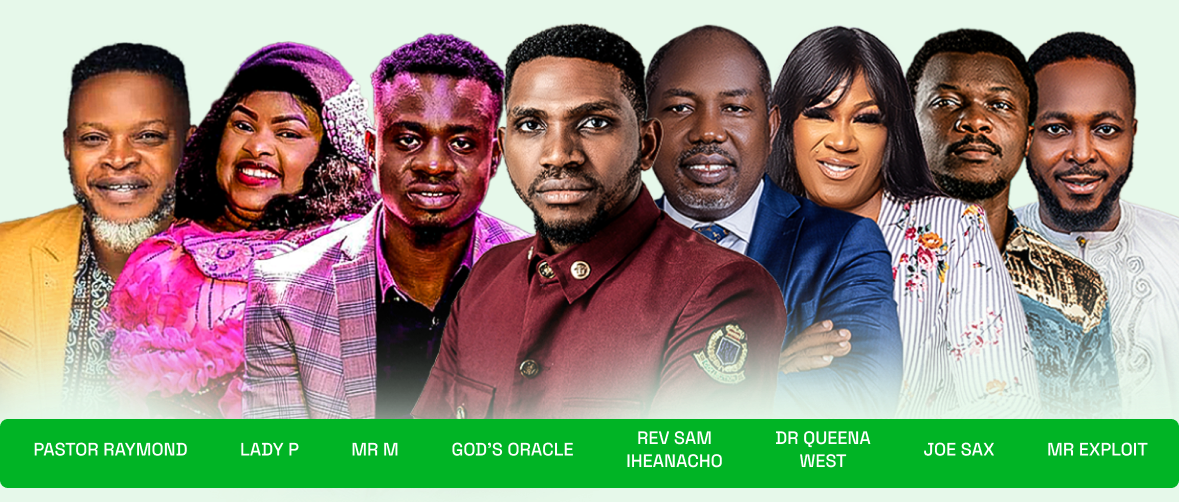 PASTOR RAYMOND
LADY P
MR M
GOD'S ORACLE
REV SAM
IHEANACHO
DR QUEENA
WEST
JOE SAX
MR EXPLOIT